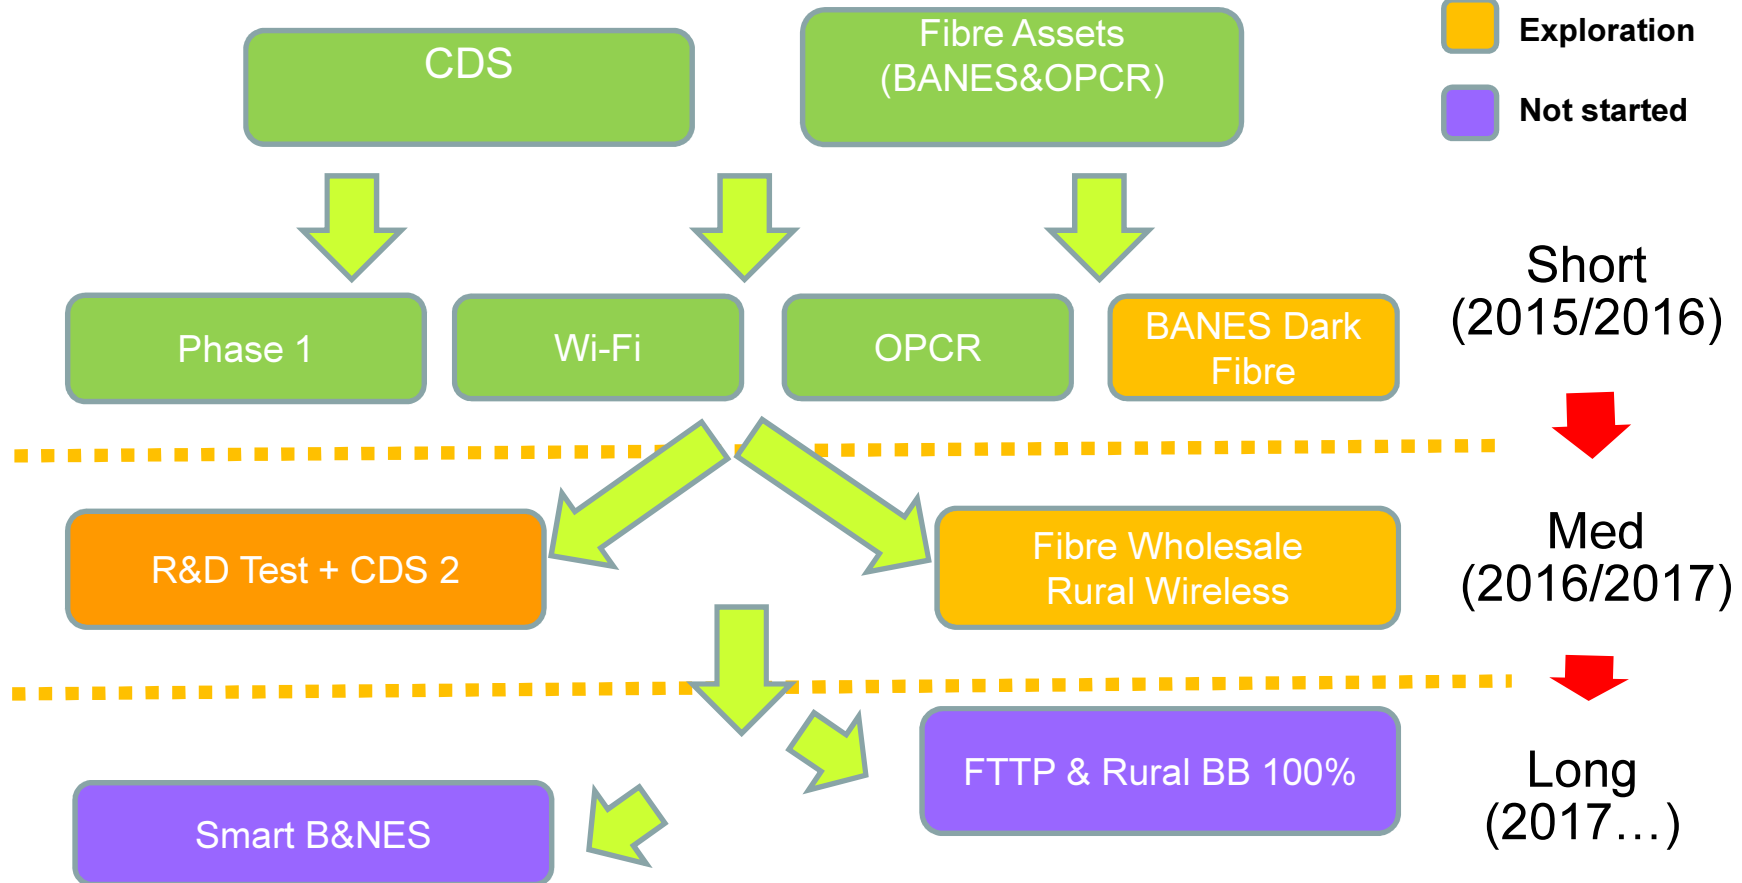 CDS
Fibre Assets
(BANES&OPCR)
Exploration
Not started
Short
(2015/2016)
Phase 1
Wi-Fi
OPCR
BANES Dark
Fibre
R&D Test + CDS 2
Fibre Wholesale
Rural Wireless
Med
(2016/2017)
FTTP & Rural BB 100%
Long
(2017…)
Smart B&NES